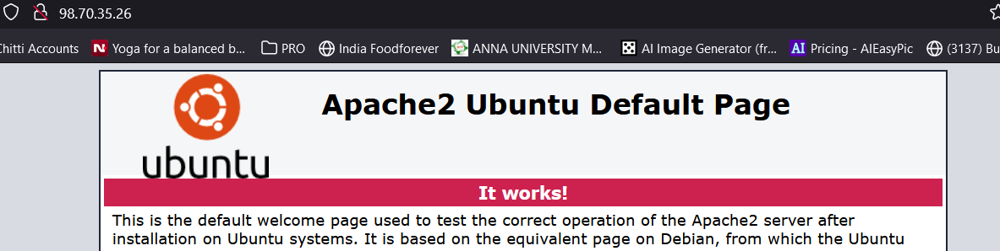 98.70.35.26
Chitti Accounts N Yoga for a balanced b... PRO India Foodforever ANNA UNIVERSITY M... AI Image Generator (fr... AI Pricing - AIEasyPic (3137) Bu
Apache2 Ubuntu Default Page
ubuntu
It works!
This is the default welcome page used to test the correct operation of the Apache2 server after
installation on Ubuntu systems. It is based on the equivalent page on Debian, from which the Ubuntu